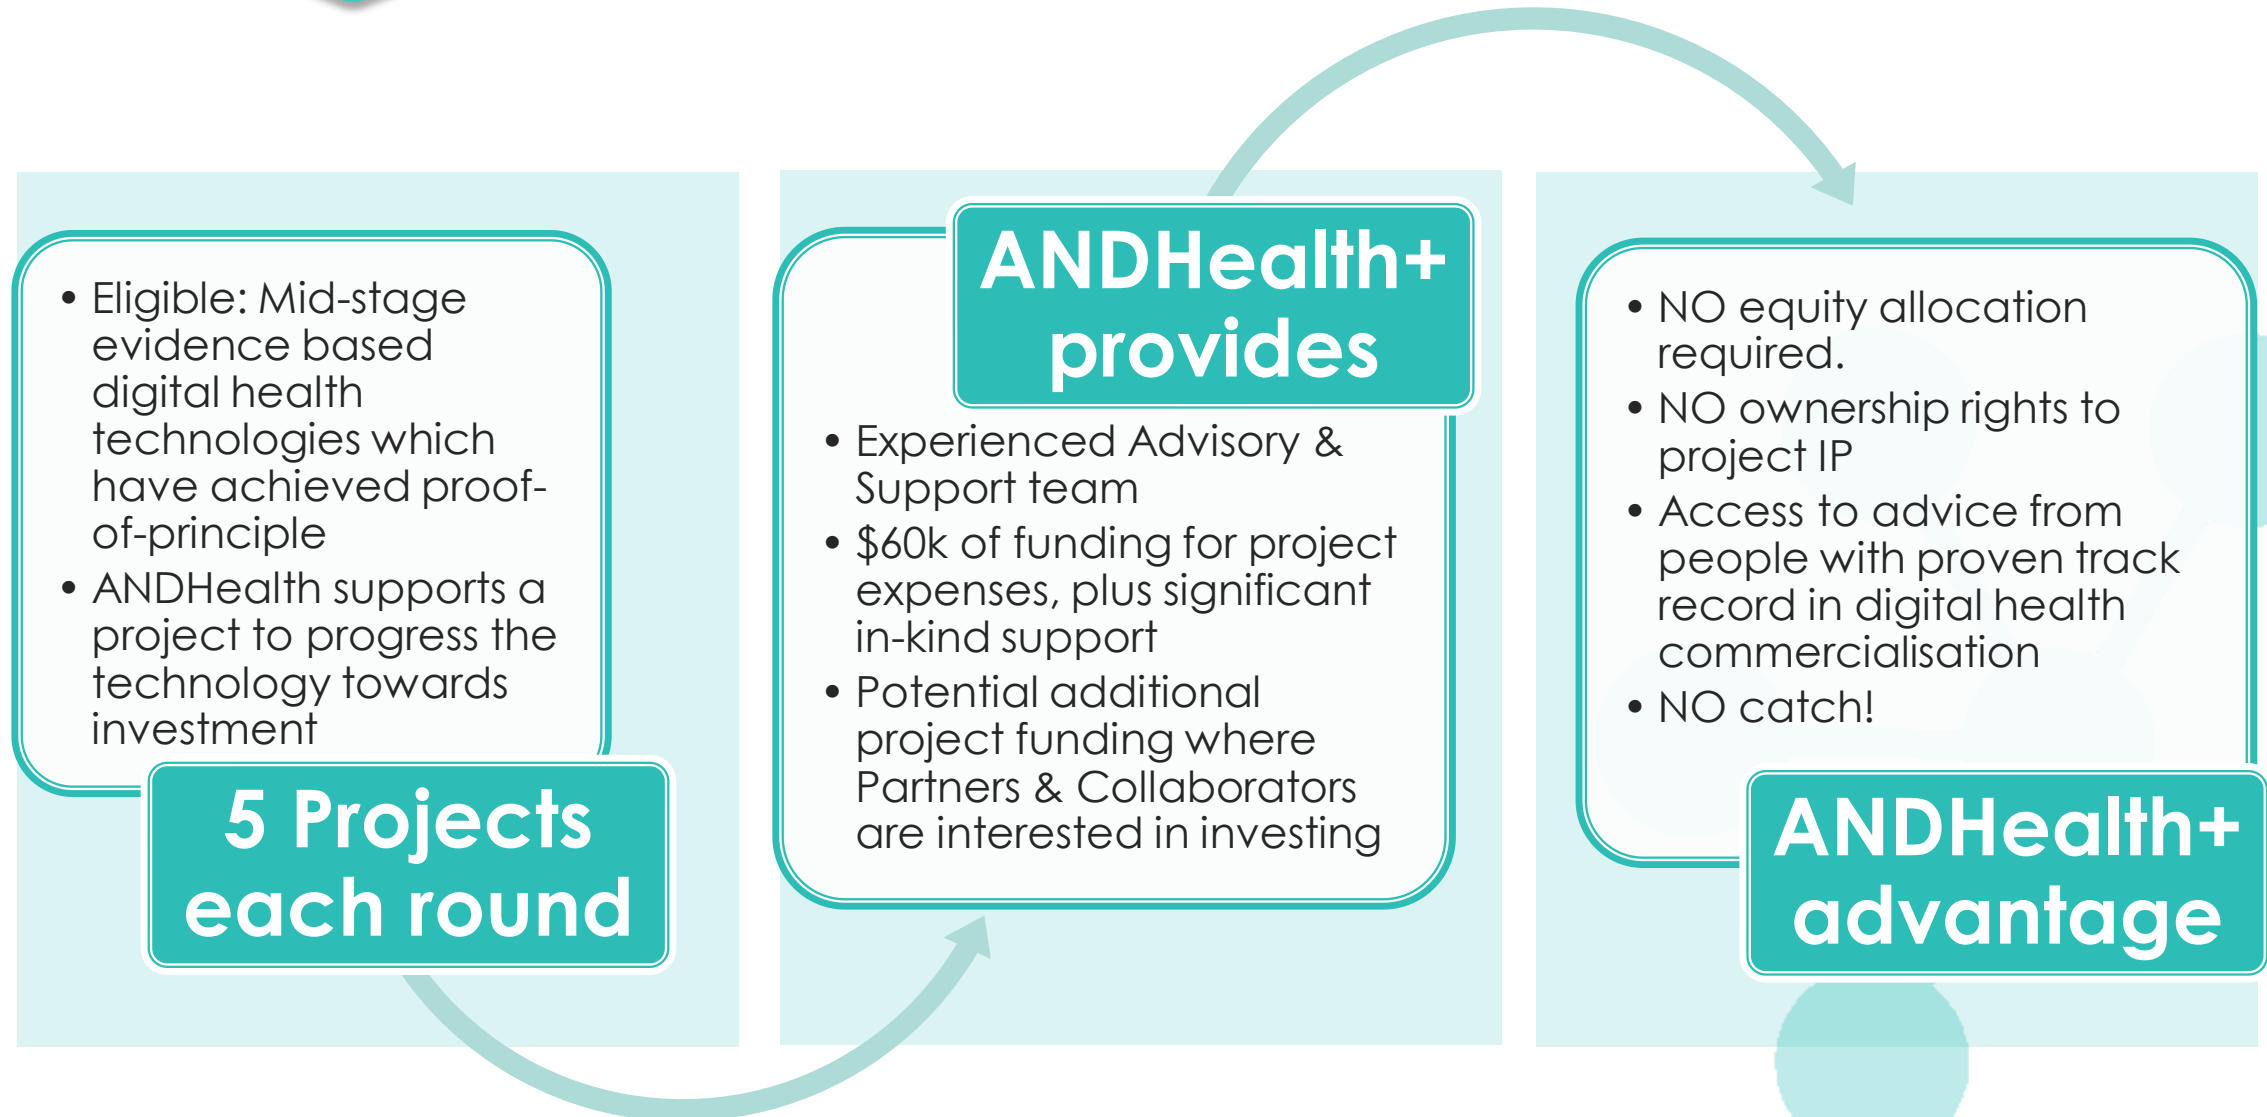 • Eligible: Mid-stage
evidence based
digital health
technologies which
have achieved proof-
of-principle
• ANDHealth supports a
project to progress the
technology towards
investment
5 Projects
each round
ANDHealth+
provides
• Experienced Advisory &
Support team
• $60k of funding for project
expenses, plus significant
in-kind support
• Potential additional
project funding where
Partners & Collaborators
are interested in investing
• NO equity allocation
required.
• NO ownership rights to
project IP
• Access to advice from
people with proven track
record in digital health
commercialisation
• NO catch!
ANDHealth+
advantage